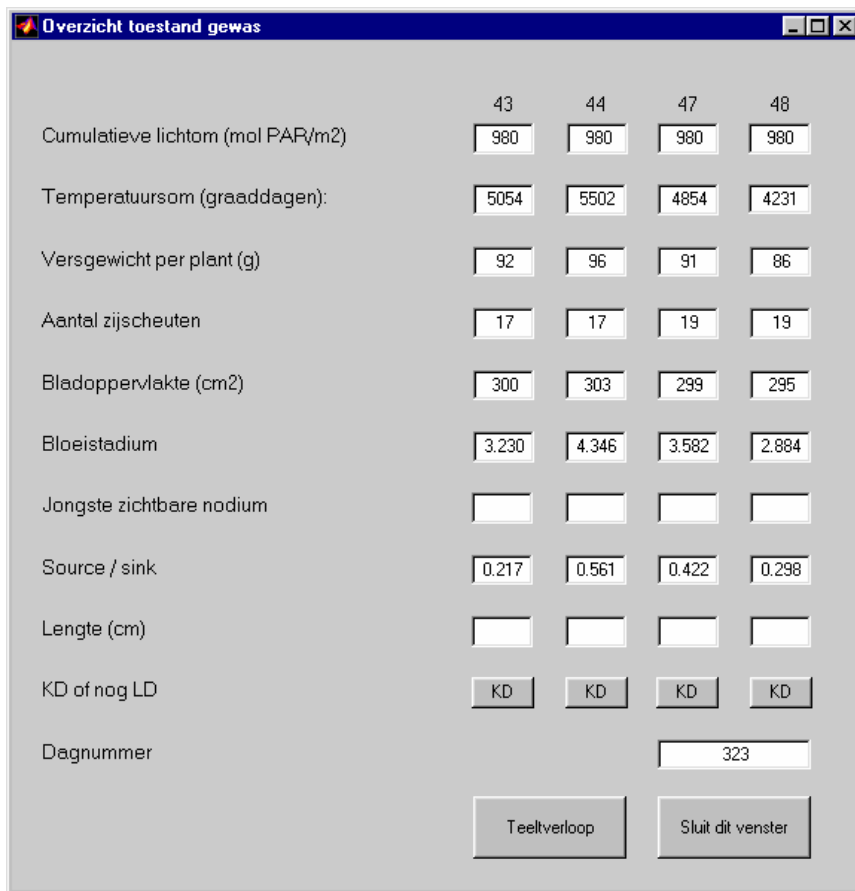 Overzicht toestand gewas
43 44 47 48
Cumulatieve lichtom (mol PAR/m2) 980 980 980 980
Temperatuursom (graaddagen): 5054 5502 4854 4231
Versgewicht per plant (g) 92 96 91 86
Aantal zijscheuten 17 17 19 19
Bladoppervlakte (cm2) 300 303 299 295
Bloeistadium 3.230 4.346 3.582 2.884
Jongste zichtbare nodium
Source / sink 0.217 0.561 0.422 0.298
Lengte (cm)
KD of nog LD KD KD KD KD
Dagnummer 323
Teeltverloop Sluit dit venster